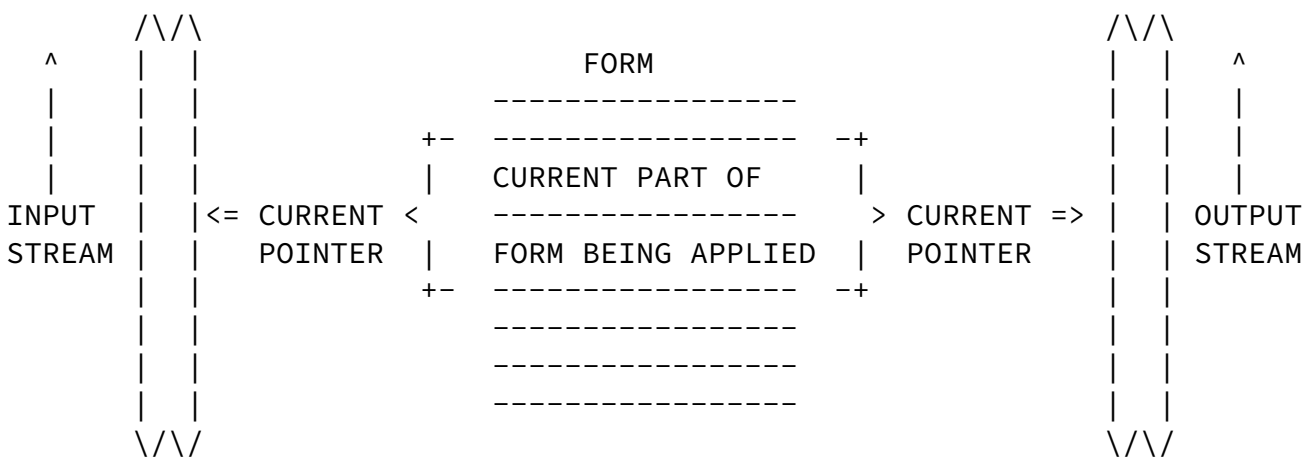 /\/\                                                    /\/\
   ^     |  |                     FORM                           |  |   ^
   |     |  |                -----------------                   |  |   |
   |     |  |            +-  -----------------  -+               |  |   |
   |     |  |            |   CURRENT PART OF     |               |  |   |
INPUT    |  |<= CURRENT <    -----------------    > CURRENT =>   |  | OUTPUT
STREAM   |  |   POINTER  |   FORM BEING APPLIED  |  POINTER      |  | STREAM
         |  |            +-  -----------------  -+               |  |
         |  |                -----------------                   |  |
         |  |                -----------------                   |  |
         |  |                -----------------                   |  |
         \/\/                                                    \/\/